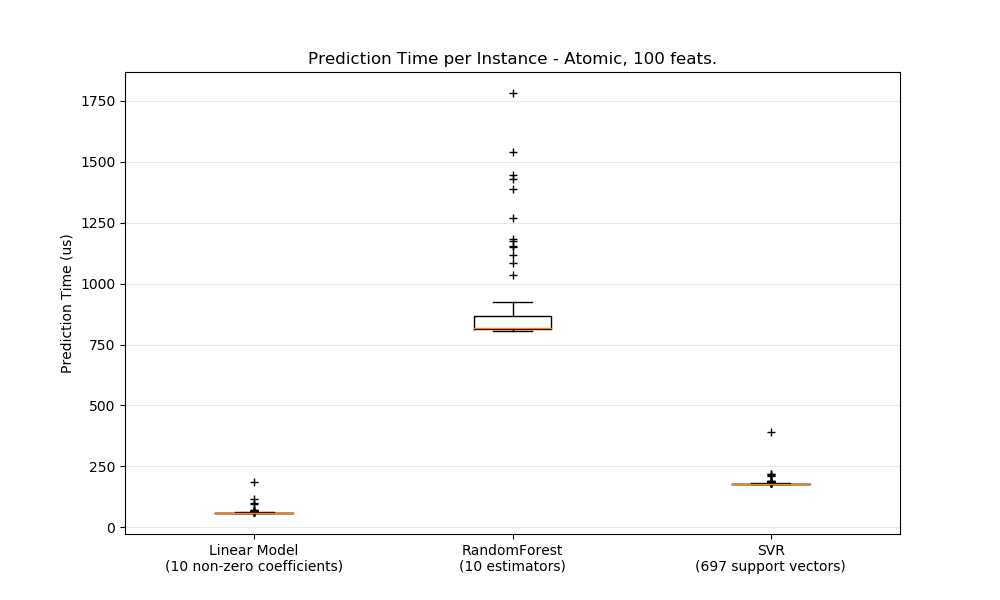 Prediction Time per Instance - Atomic, 100 feats.
Prediction Time (us)
1750
1500
1250
1000
750
500
250
0
Linear Model
(10 non-zero coefficients)
RandomForest
(10 estimators)
SVR
(697 support vectors)